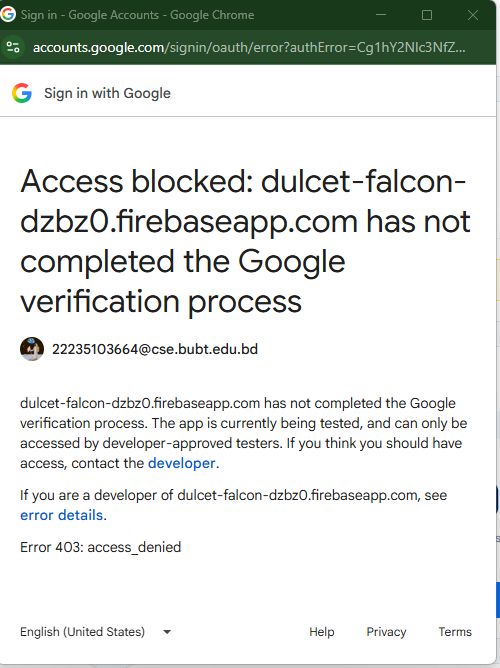 Sign in - Google Accounts - Google Chrome
accounts.google.com/signin/oauth/error?authError=Cg1hY2Nlc3NfZ...
Sign in with Google
Access blocked: dulcet-falcon-
dzbz0.firebaseapp.com has not
completed the Google
verification process
22235103664@cse.bubt.edu.bd
dulcet-falcon-dzbz0.firebaseapp.com has not completed the Google
verification process. The app is currently being tested, and can only be
accessed by developer-approved testers. If you think you should have
access, contact the developer.
If you are a developer of dulcet-falcon-dzbz0.firebaseapp.com, see
error details.
Error 403: access_denied
English (United States)
Help Privacy Terms